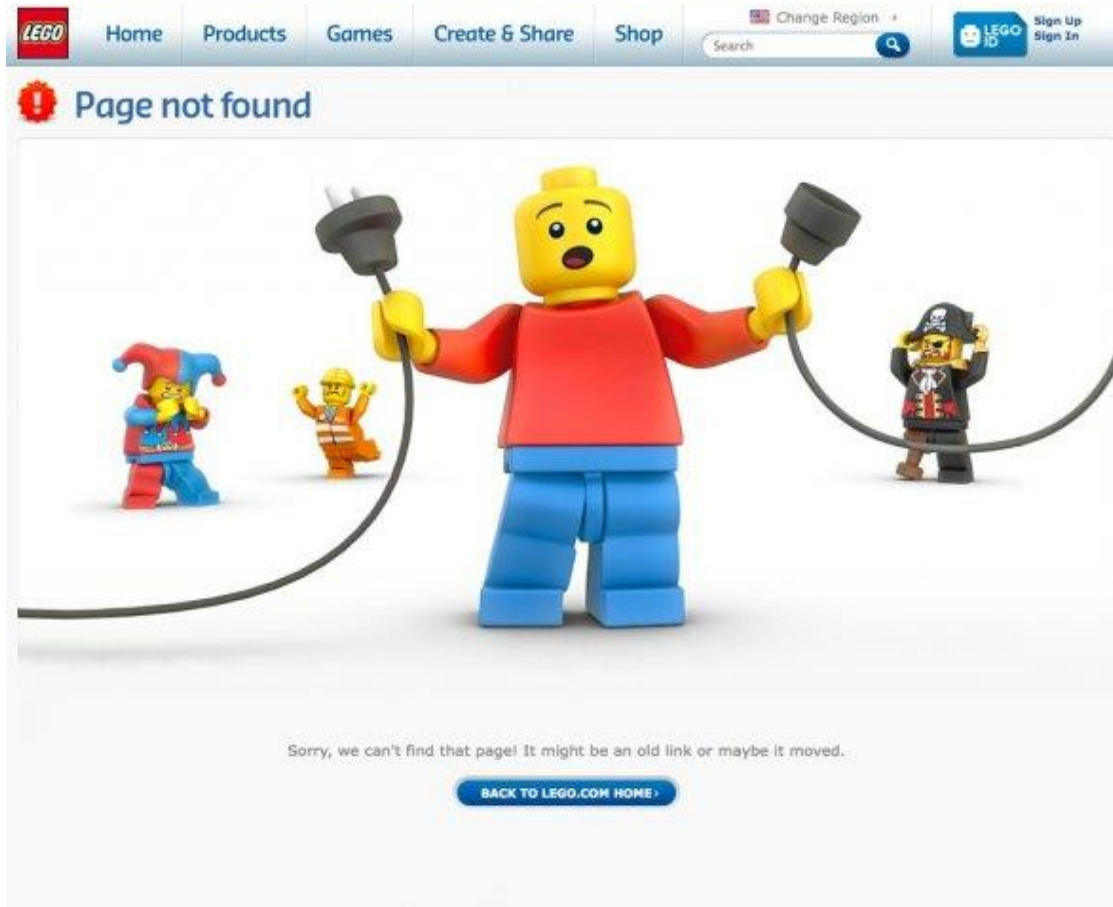 LEGO
Home Products Games Create & Share Shop
Change Region
Search
LEGO ID
Sign Up
Sign In
Page not found
Sorry, we can't find that page! It might be an old link or maybe it moved.
BACK TO LEGO.COM HOME ›